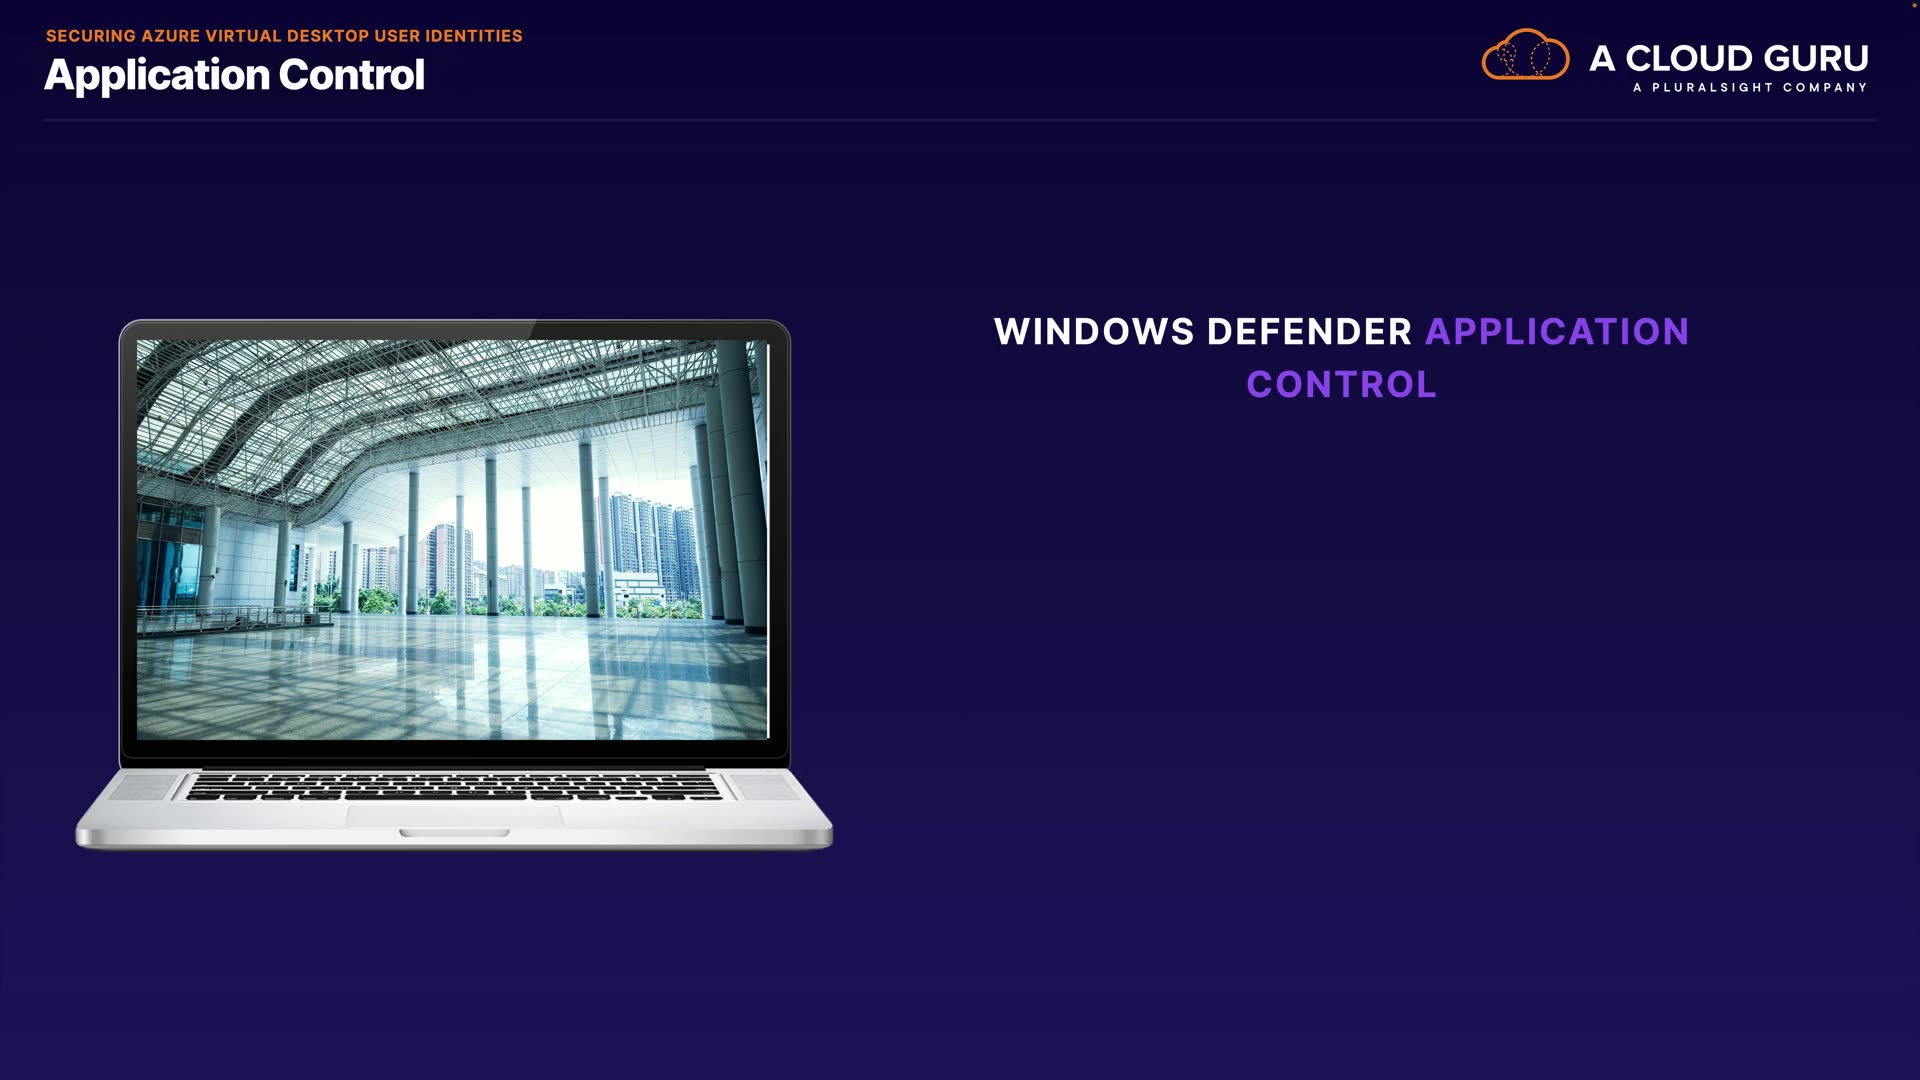 SECURING AZURE VIRTUAL DESKTOP USER IDENTITIES
Application Control
A CLOUD GURU
A PLURALSIGHT COMPANY
WINDOWS DEFENDER APPLICATION
CONTROL